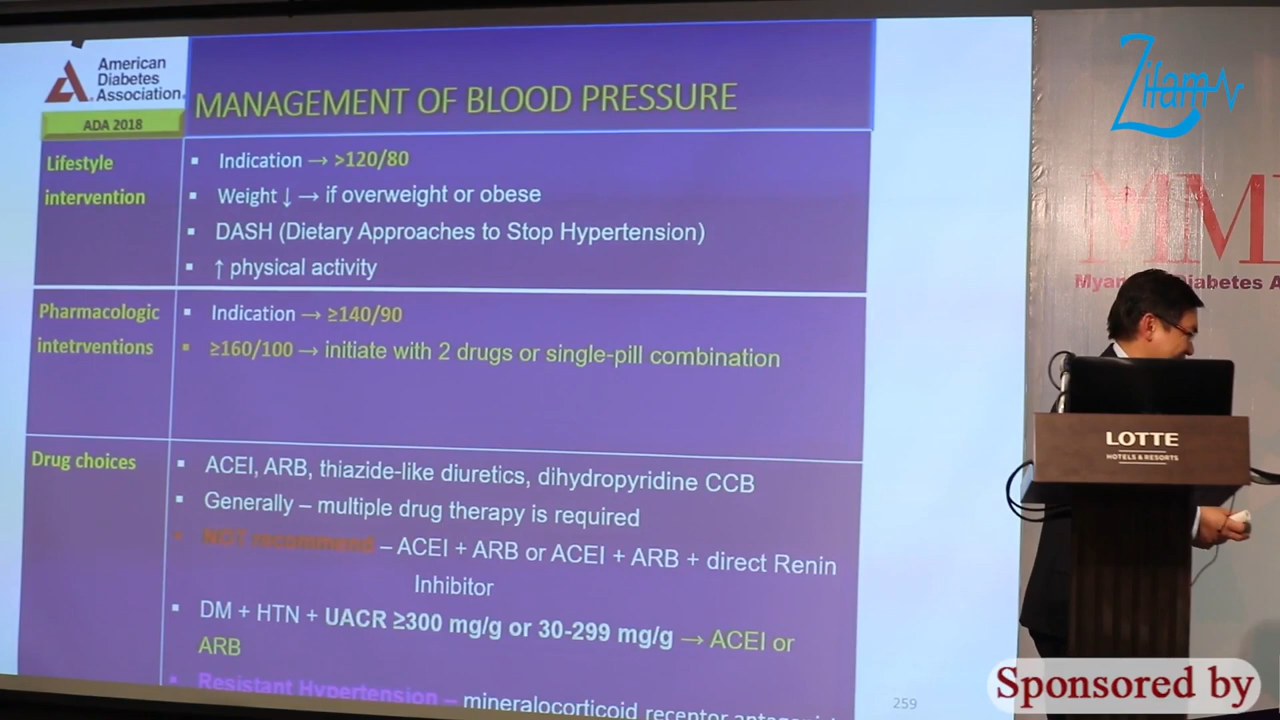 American
Diabetes
Association.
ADA 2018
MANAGEMENT OF BLOOD PRESSURE
Lifestyle
intervention
▪ Indication → >120/80
▪ Weight ↓ → if overweight or obese
▪ DASH (Dietary Approaches to Stop Hypertension)
▪ ↑ physical activity
Pharmacologic
intetrventions
▪ Indication → ≥140/90
▪ ≥160/100 → initiate with 2 drugs or single-pill combination
Drug choices
▪ ACEI, ARB, thiazide-like diuretics, dihydropyridine CCB
▪ Generally – multiple drug therapy is required
▪ NOT recommend – ACEI + ARB or ACEI + ARB + direct Renin
Inhibitor
▪ DM + HTN + UACR ≥300 mg/g or 30-299 mg/g → ACEI or
ARB
▪ Resistant Hypertension – mineralocorticoid receptor
259
Zifam
Diabetes
LOTTE
HOTELS & RESORTS
Sponsored by